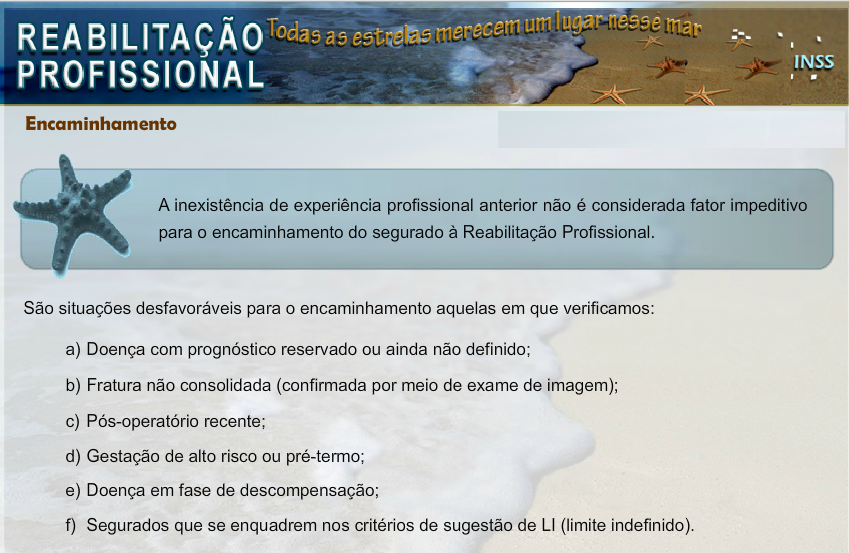 REABILITAÇÃO
PROFISSIONAL
Todas as estrelas merecem um lugar nesse mar
INSS
Encaminhamento
A inexistência de experiência profissional anterior não é considerada fator impeditivo
para o encaminhamento do segurado à Reabilitação Profissional.
São situações desfavoráveis para o encaminhamento aquelas em que verificamos:
a) Doença com prognóstico reservado ou ainda não definido;
b) Fratura não consolidada (confirmada por meio de exame de imagem);
c) Pós-operatório recente;
d) Gestação de alto risco ou pré-termo;
e) Doença em fase de descompensação;
f) Segurados que se enquadrem nos critérios de sugestão de LI (limite indefinido).